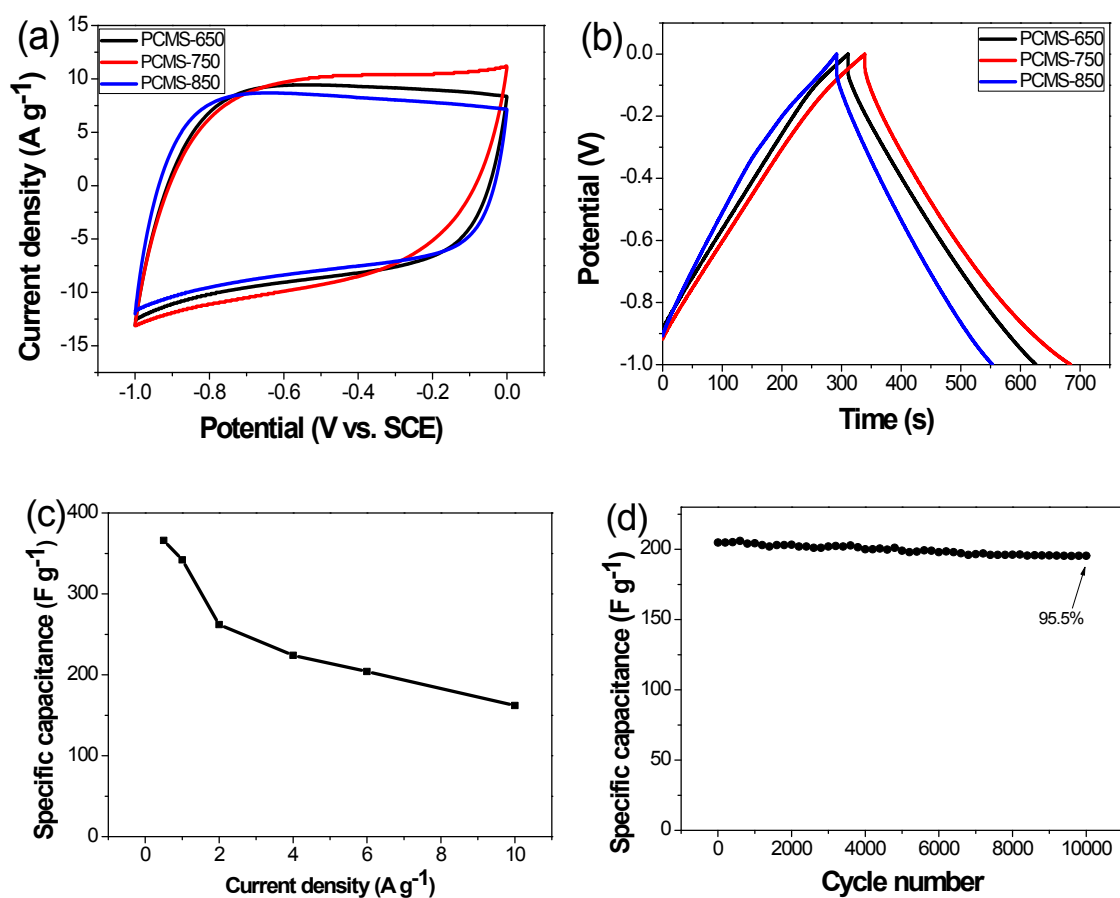 (a)
PCMS-650
PCMS-750
PCMS-850
15
10
5
0
-5
-10
-15
Current density (A g⁻¹)
-1.0 -0.8 -0.6 -0.4 -0.2 0.0
Potential (V vs. SCE)
(b)
PCMS-650
PCMS-750
PCMS-850
0.0
-0.2
-0.4
-0.6
-0.8
-1.0
Potential (V)
0 100 200 300 400 500 600 700
Time (s)
(c)
400
300
200
100
0
Specific capacitance (F g⁻¹)
0 2 4 6 8 10
Current density (A g⁻¹)
(d)
200
150
100
50
0
Specific capacitance (F g⁻¹)
95.5%
0 2000 4000 6000 8000 10000
Cycle number